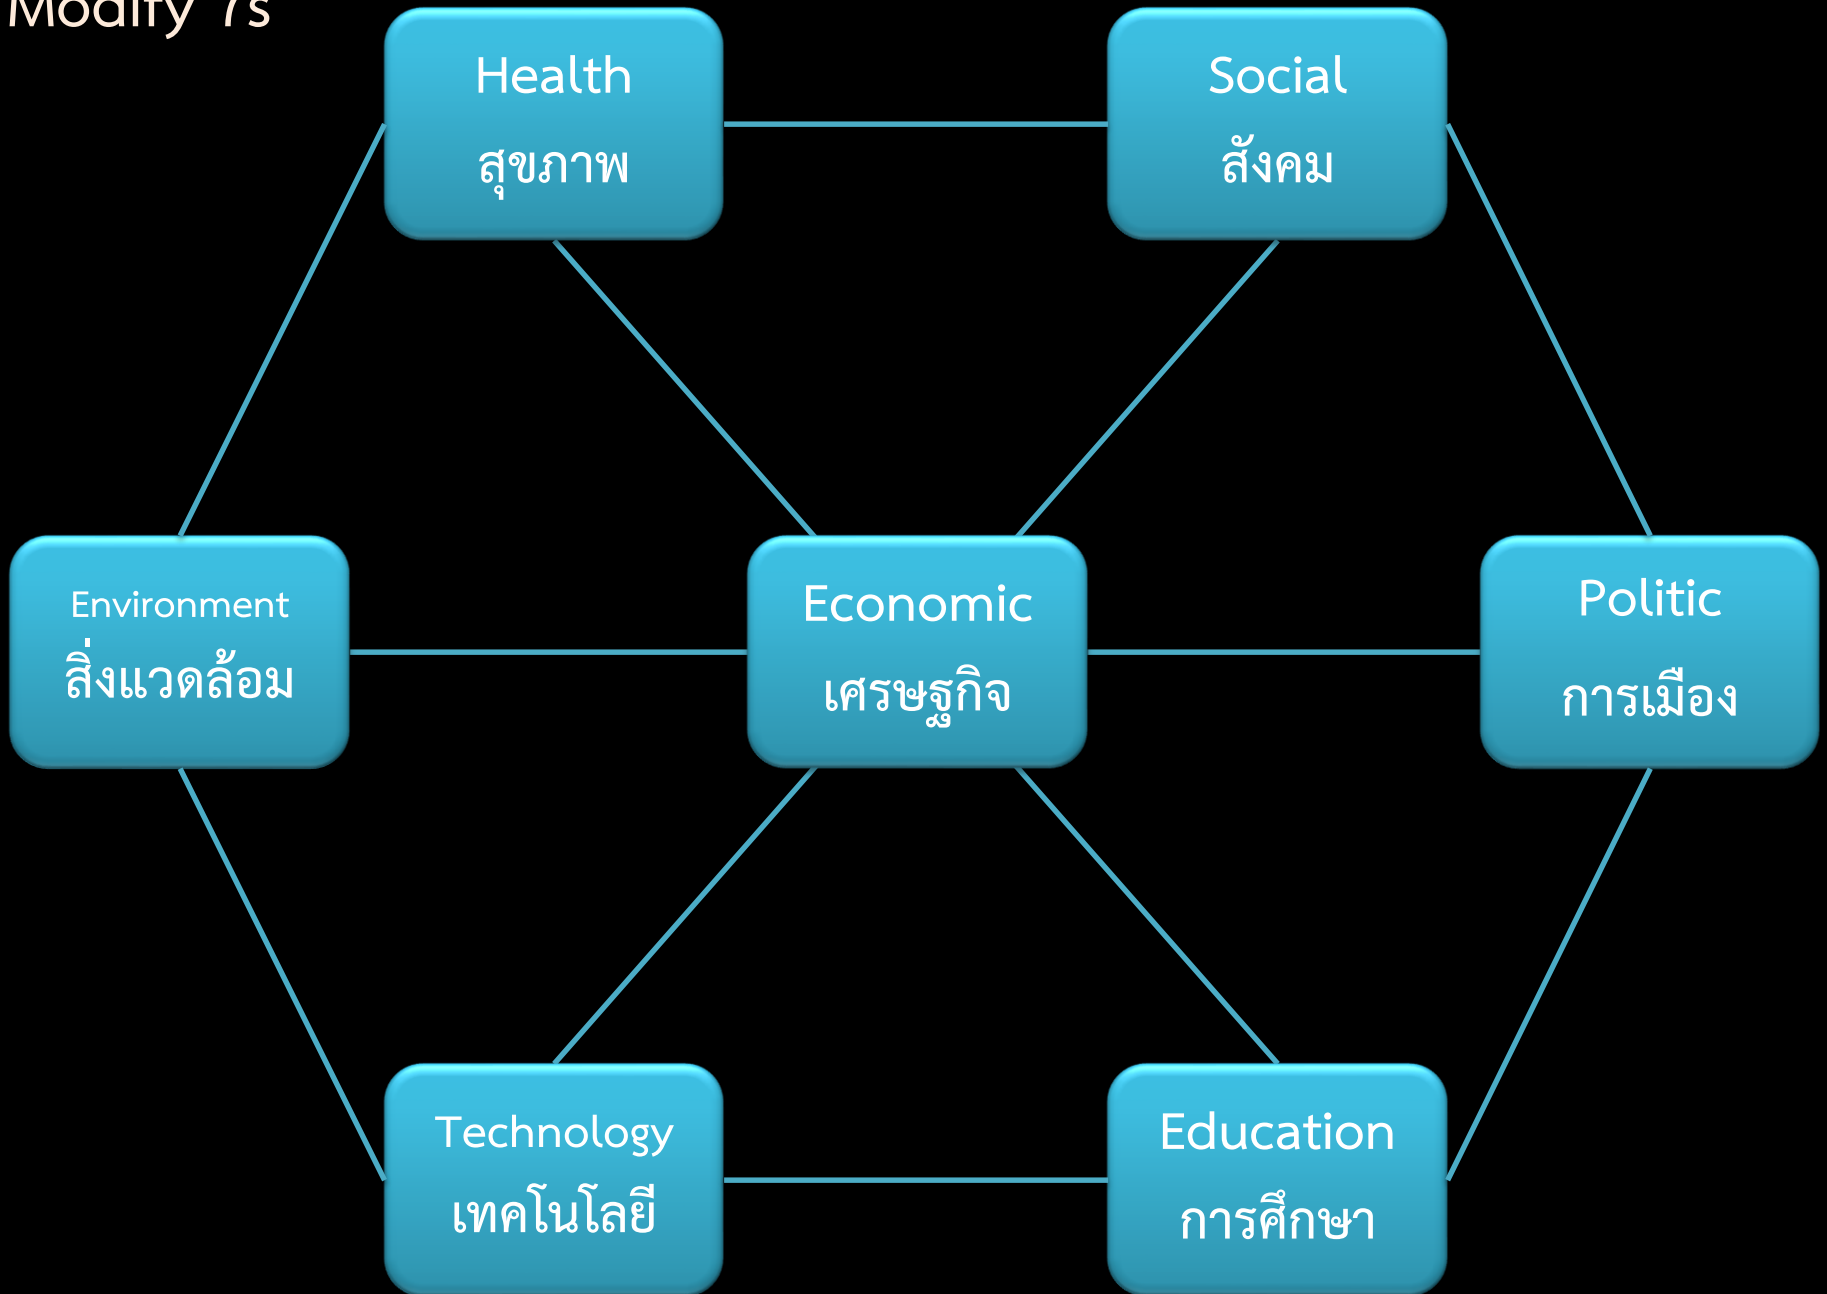 Modify 7s
Health
สุขภาพ
Social
สังคม
Environment
สิ่งแวดล้อม
Economic
เศรษฐกิจ
Politic
การเมือง
Technology
เทคโนโลยี
Education
การศึกษา